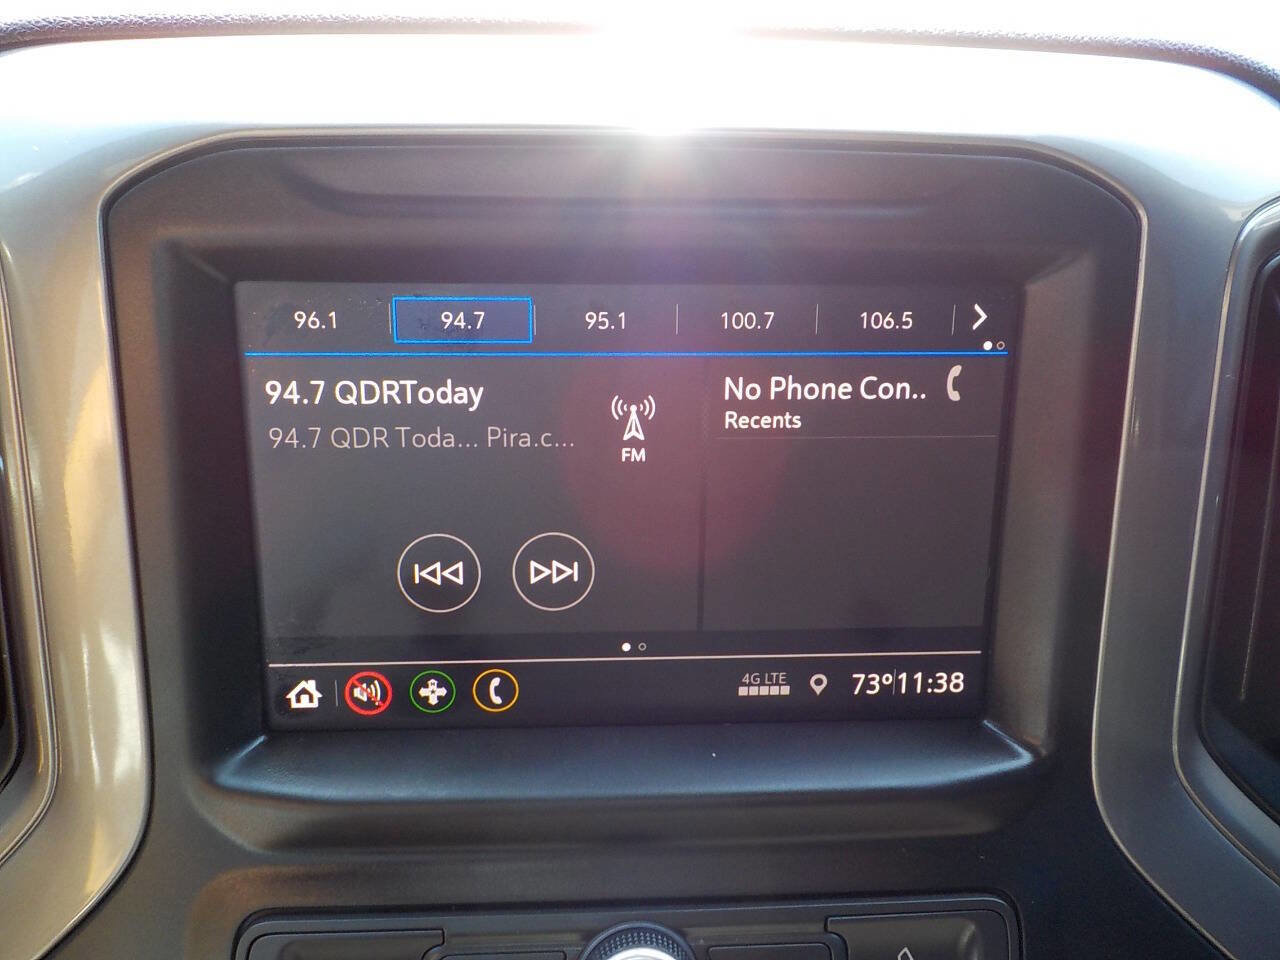 96.1 94.7 95.1 100.7 106.5
94.7 QDRToday
94.7 QDR Toda... Pira.c...
FM
No Phone Con..
Recents
4G LTE 73° 11:38